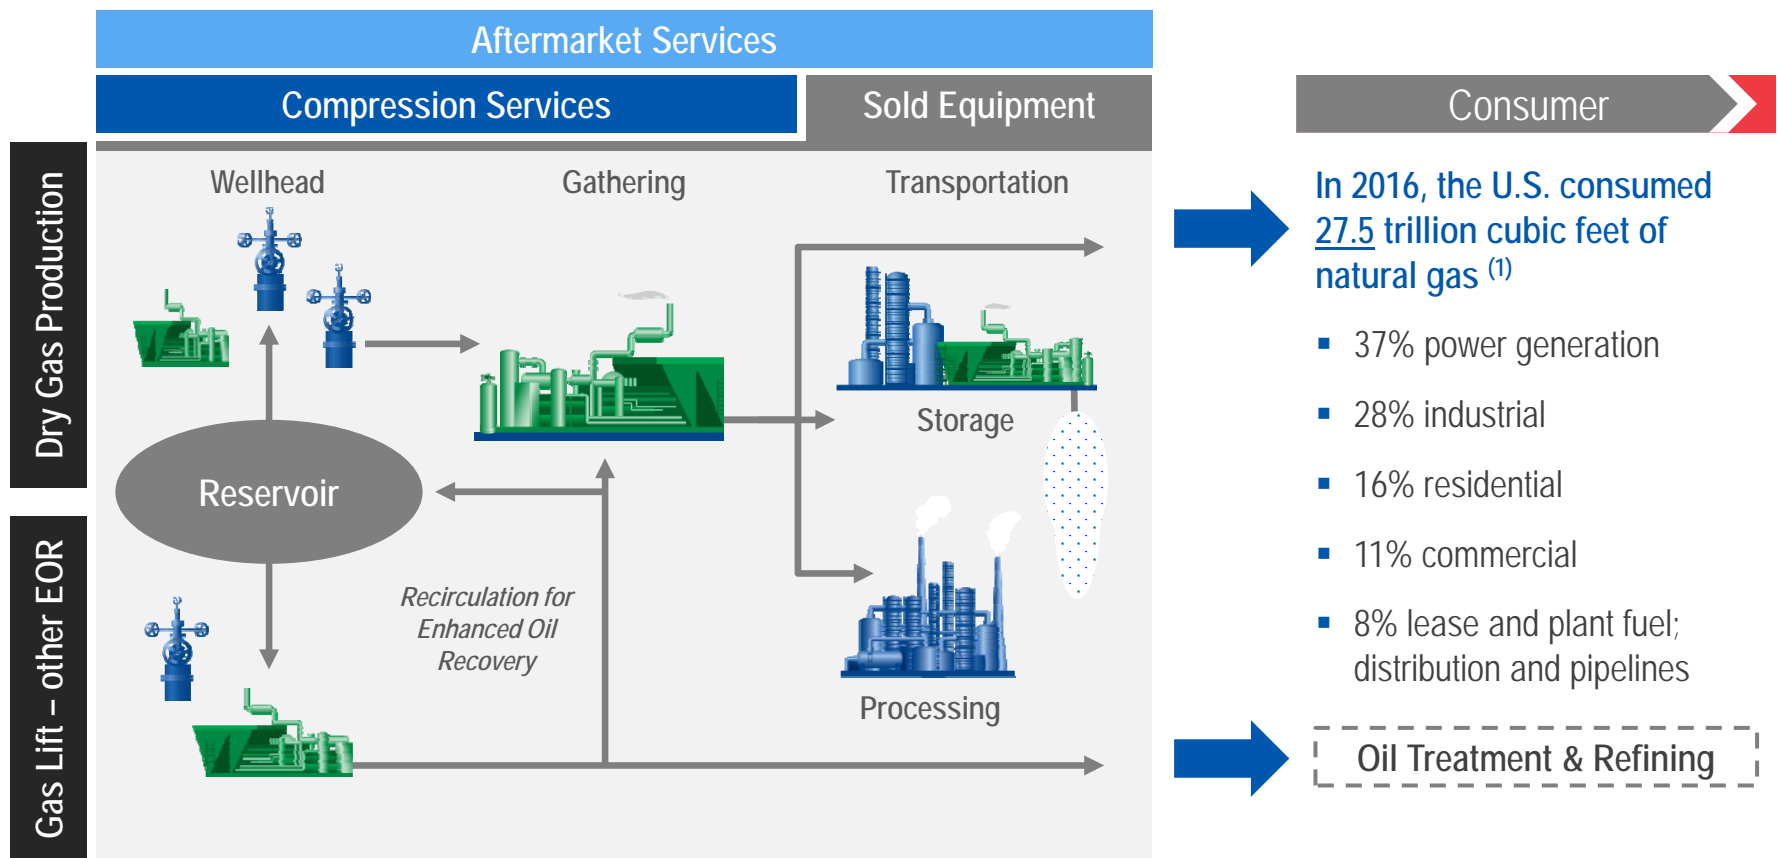 Aftermarket Services
Compression Services
Sold Equipment
Consumer
Dry Gas Production
Gas Lift – other EOR
Wellhead
Gathering
Transportation
Storage
Reservoir
Recirculation for
Enhanced Oil
Recovery
Processing
In 2016, the U.S. consumed
27.5 trillion cubic feet of
natural gas (1)
▪ 37% power generation
▪ 28% industrial
▪ 16% residential
▪ 11% commercial
▪ 8% lease and plant fuel;
distribution and pipelines
Oil Treatment & Refining